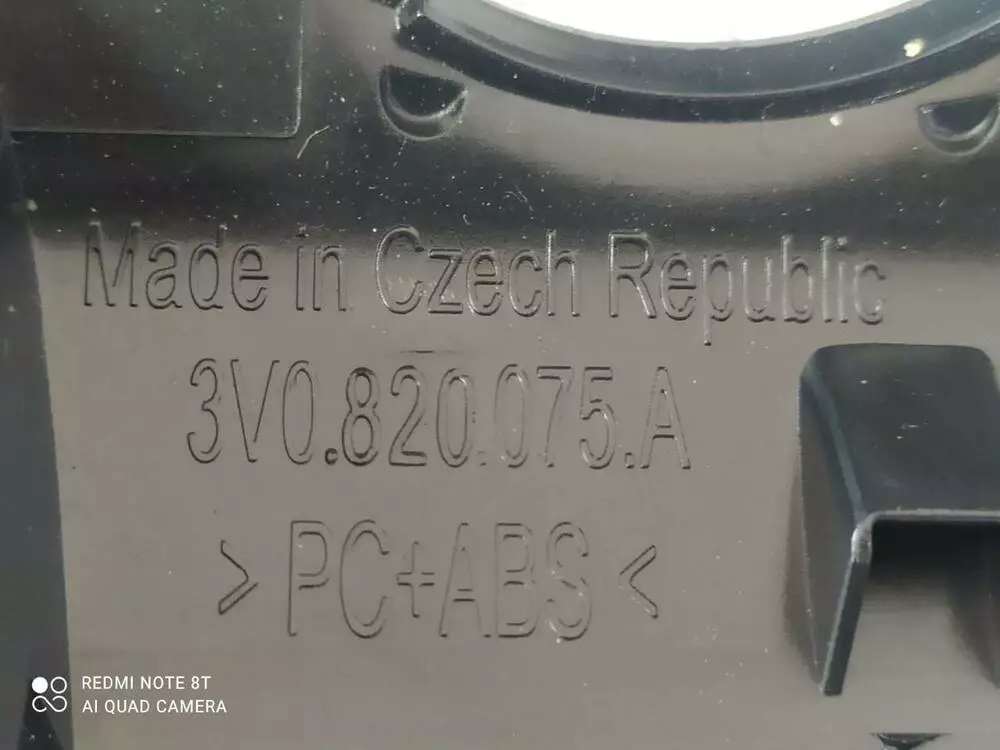 Made in Czech Republic
3V0.820.075.A
>PC+ABS<
REDMI NOTE 8T
AI QUAD CAMERA